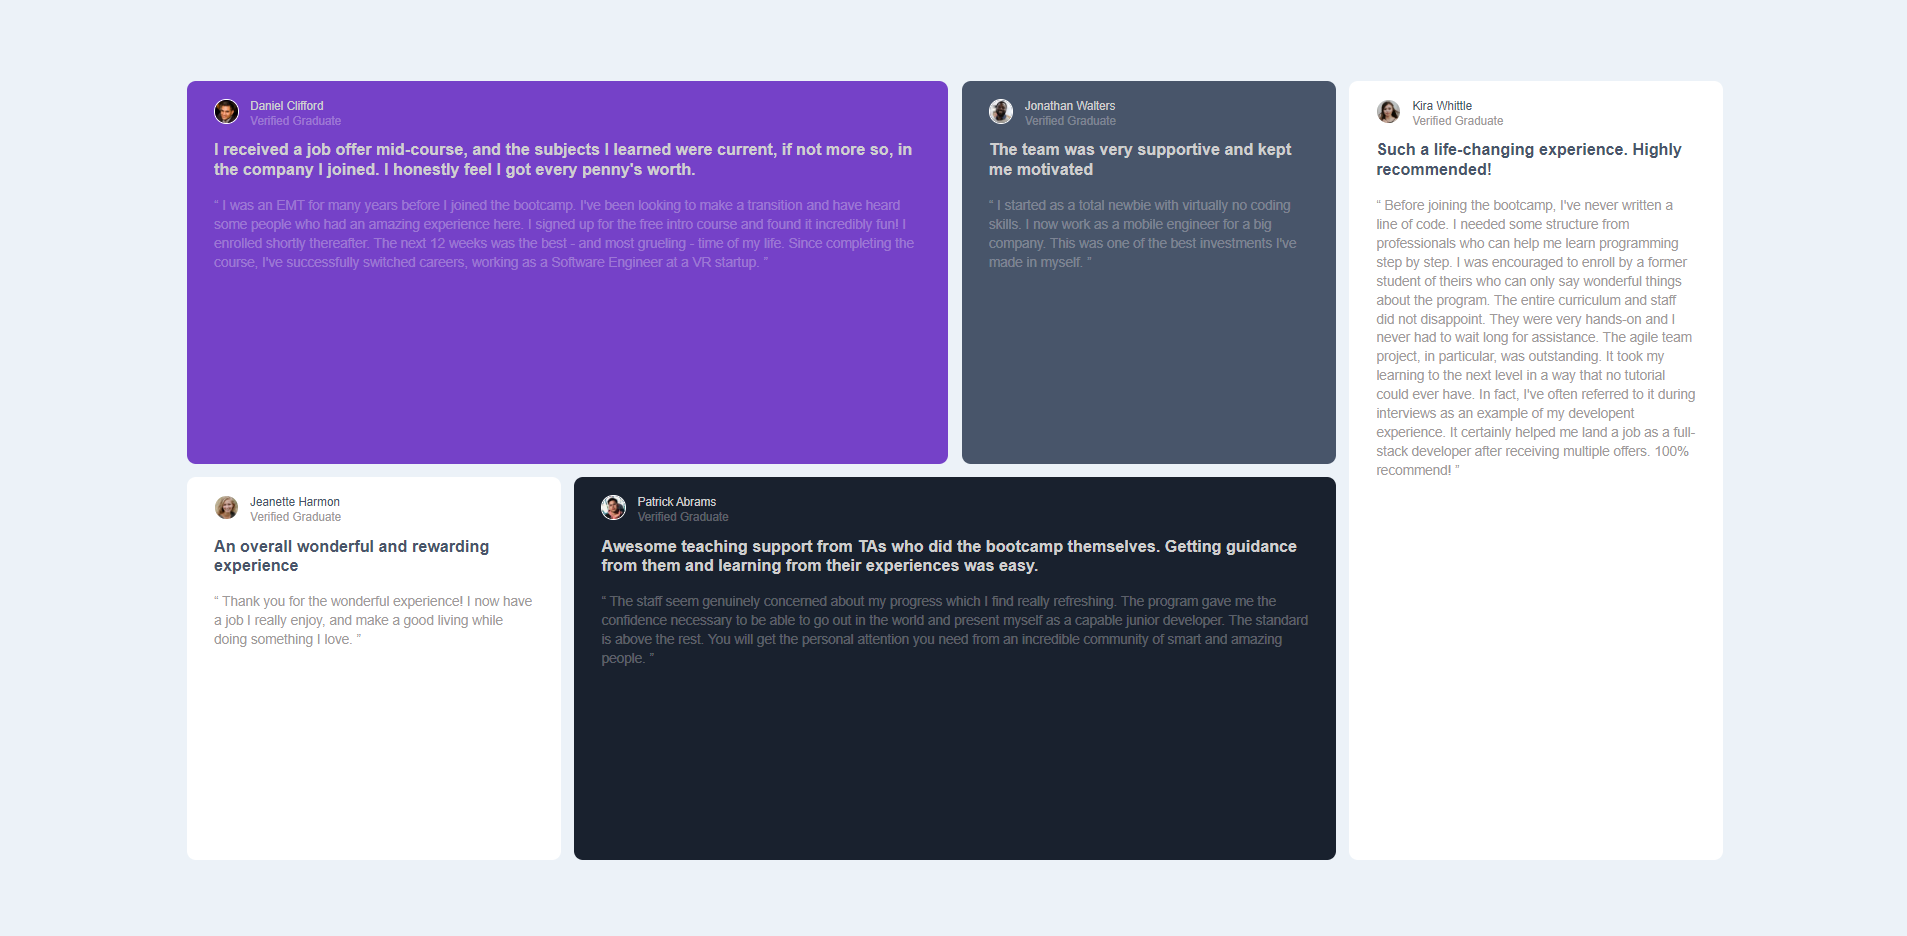 Daniel Clifford
Verified Graduate
I received a job offer mid-course, and the subjects I learned were current, if not more so, in
the company I joined. I honestly feel I got every penny's worth.
“ I was an EMT for many years before I joined the bootcamp. I've been looking to make a transition and have heard
some people who had an amazing experience here. I signed up for the free intro course and found it incredibly fun! I
enrolled shortly thereafter. The next 12 weeks was the best - and most grueling - time of my life. Since completing the
course, I've successfully switched careers, working as a Software Engineer at a VR startup. ”
Jonathan Walters
Verified Graduate
The team was very supportive and kept
me motivated
“ I started as a total newbie with virtually no coding
skills. I now work as a mobile engineer for a big
company. This was one of the best investments I've
made in myself. ”
Kira Whittle
Verified Graduate
Such a life-changing experience. Highly
recommended!
“ Before joining the bootcamp, I've never written a
line of code. I needed some structure from
professionals who can help me learn programming
step by step. I was encouraged to enroll by a former
student of theirs who can only say wonderful things
about the program. The entire curriculum and staff
did not disappoint. They were very hands-on and I
never had to wait long for assistance. The agile team
project, in particular, was outstanding. It took my
learning to the next level in a way that no tutorial
could ever have. In fact, I've often referred to it during
interviews as an example of my developent
experience. It certainly helped me land a job as a full-
stack developer after receiving multiple offers. 100%
recommend! ”
Jeanette Harmon
Verified Graduate
An overall wonderful and rewarding
experience
“ Thank you for the wonderful experience! I now have
a job I really enjoy, and make a good living while
doing something I love. ”
Patrick Abrams
Verified Graduate
Awesome teaching support from TAs who did the bootcamp themselves. Getting guidance
from them and learning from their experiences was easy.
“ The staff seem genuinely concerned about my progress which I find really refreshing. The program gave me the
confidence necessary to be able to go out in the world and present myself as a capable junior developer. The standard
is above the rest. You will get the personal attention you need from an incredible community of smart and amazing
people. ”